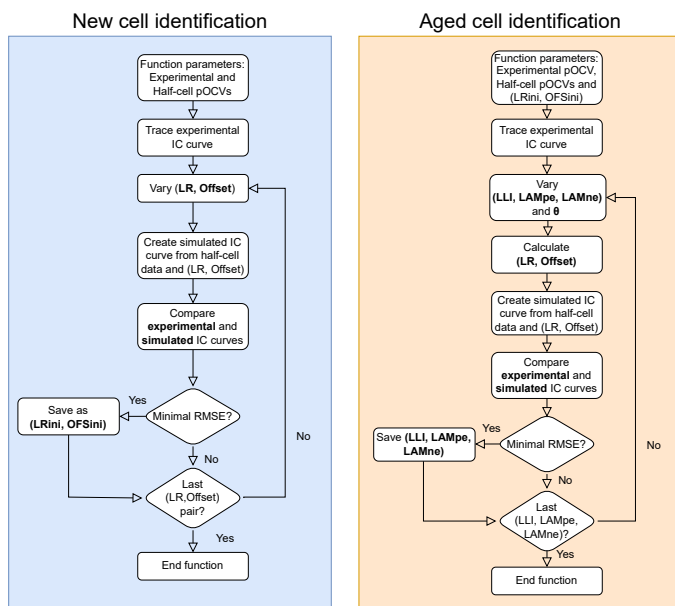 New cell identification
Function parameters:
Experimental and
Half-cell pOCVs
Trace experimental
IC curve
Vary (LR, Offset)
Create simulated IC
curve from half-cell
data and (LR, Offset)
Compare
experimental and
simulated IC curves
Minimal RMSE?
Yes
Save as
(LRini, OFSini)
No
No
Last
(LR,Offset)
pair?
Yes
End function
Aged cell identification
Function parameters:
Experimental pOCV,
Half-cell pOCVs and
(LRini, OFSini)
Trace experimental
IC curve
Vary
(LLI, LAMpe, LAMne)
and θ
Calculate
(LR, Offset)
Create simulated IC
curve from half-cell
data and (LR, Offset)
Compare
experimental and
simulated IC curves
Minimal RMSE?
Yes
Save (LLI, LAMpe,
LAMne)
No
No
Last
(LLI, LAMpe,
LAMne)?
Yes
End function